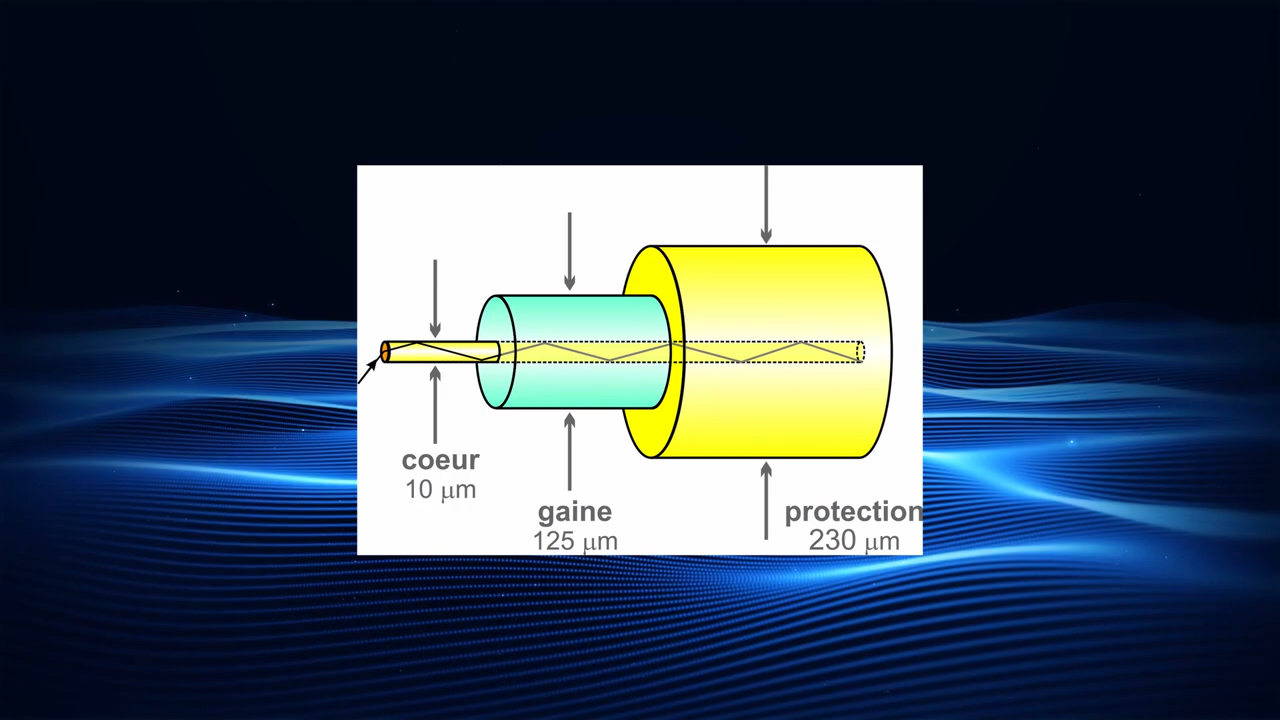 coeur
10 μm
gaine
125 μm
protection
230 μm